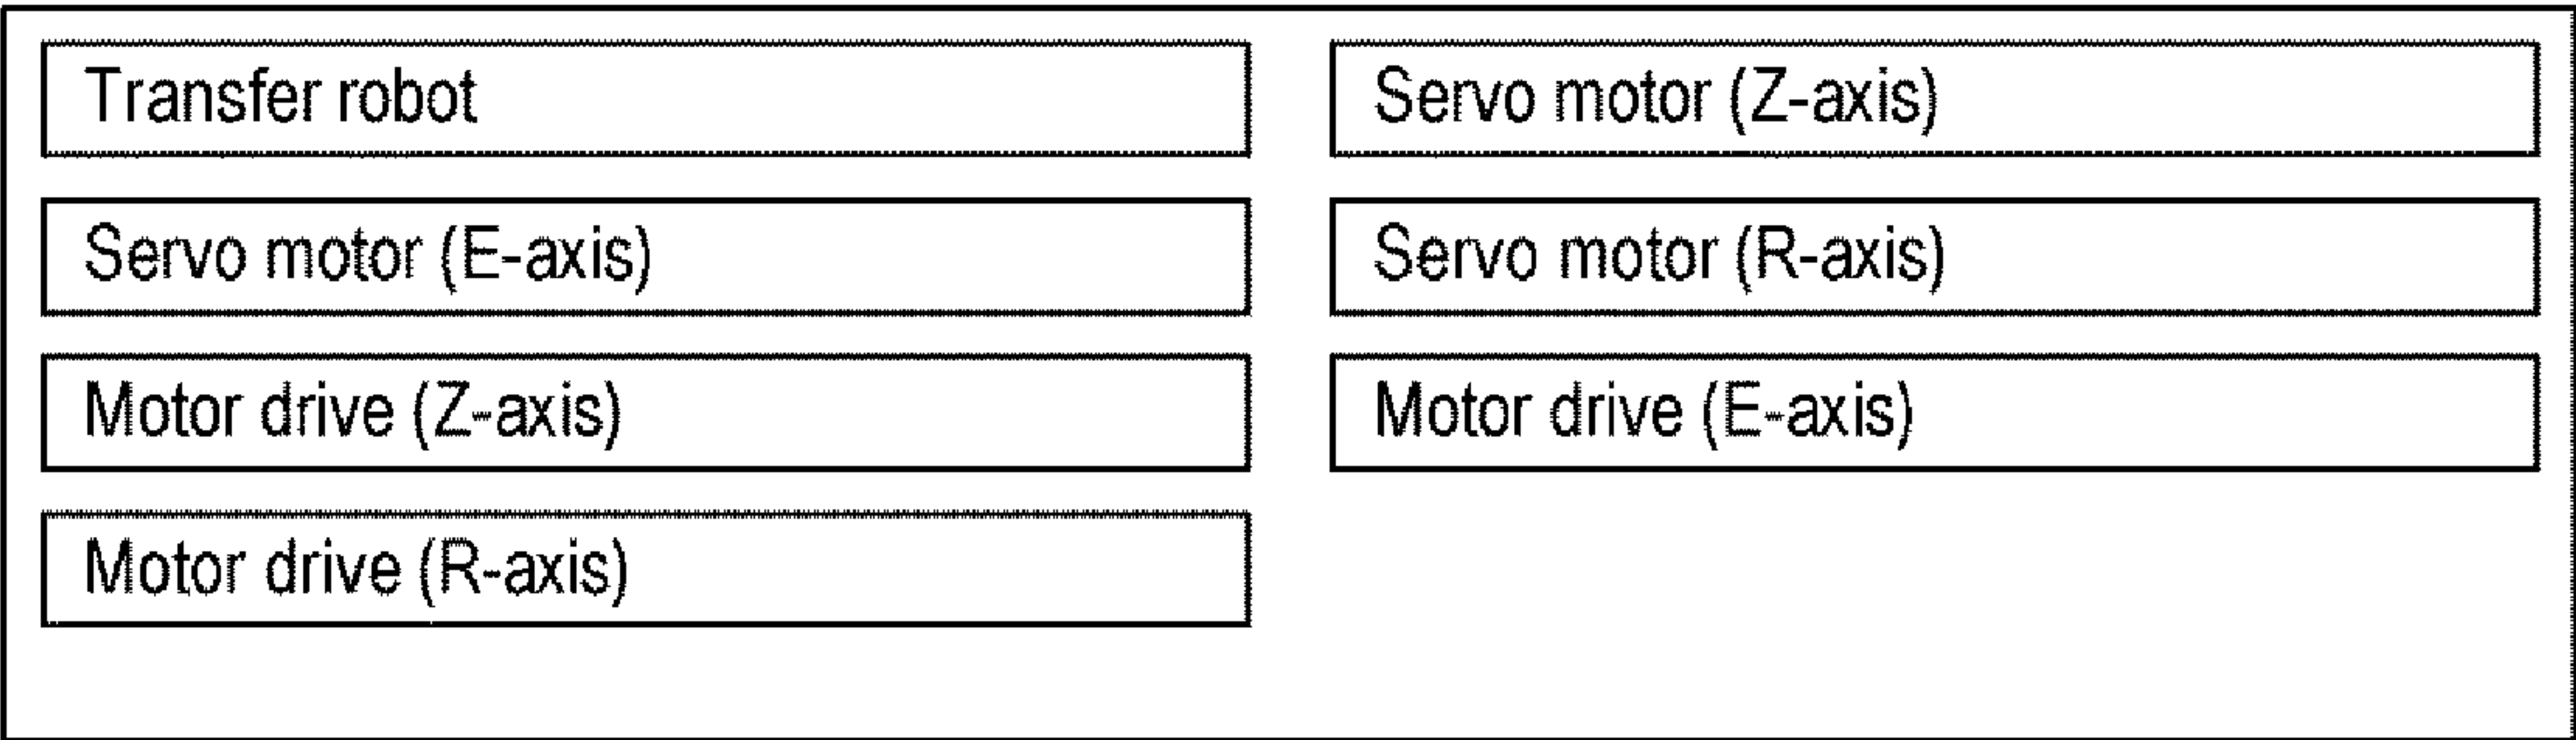 Transfer robot
Servo motor (Z-axis)
Servo motor (E-axis)
Servo motor (R-axis)
Motor drive (Z-axis)
Motor drive (E-axis)
Motor drive (R-axis)